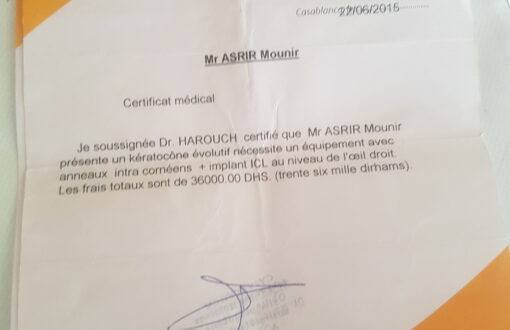 Casablanc 22/06/2015
Mr ASRIR Mounir
Certificat médical
Je soussignée Dr. HAROUCH certifié que Mr ASRIR Mounir
présente un kératocône évolutif nécessite un équipement avec
anneaux intra cornéens + implant ICL au niveau de l'œil droit.
Les frais totaux sont de 36000.00 DHS. (trente six mille dirhams).